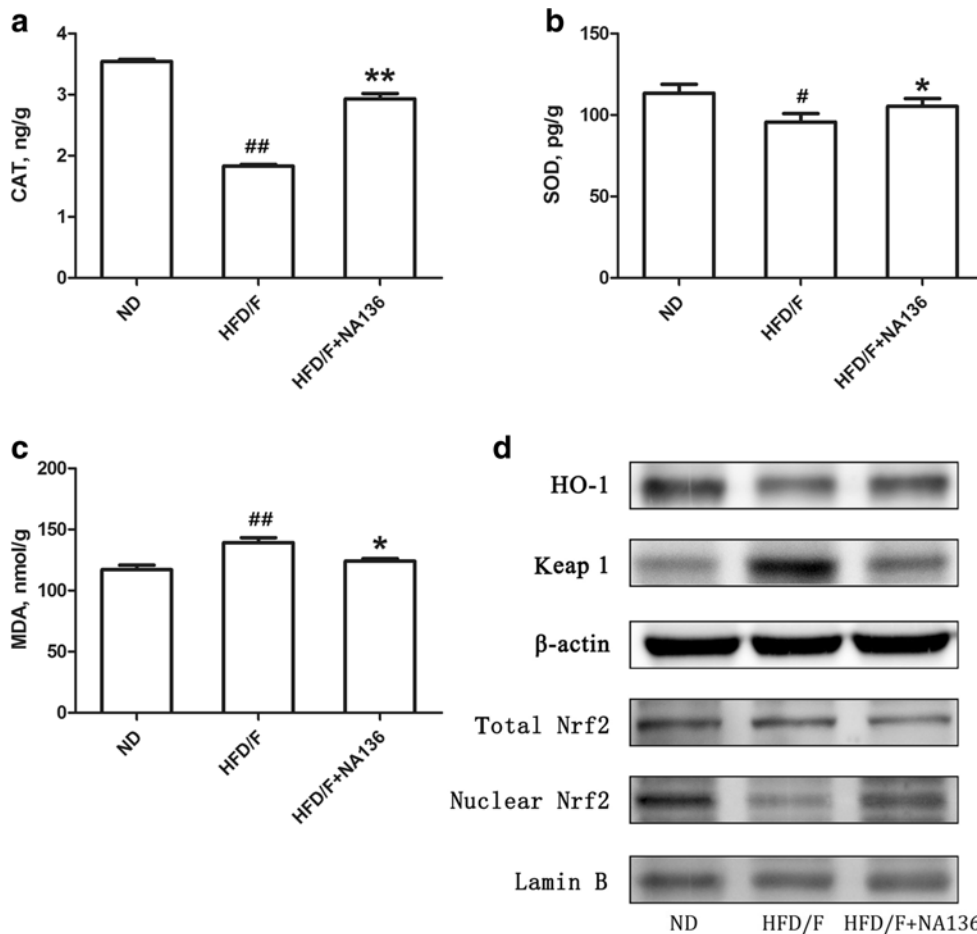 a
CAT, ng/g
4
3
2
1
0
##
**
ND
HFD/F
HFD/F+NA136
b
SOD, pg/g
150
100
50
0
#
*
ND
HFD/F
HFD/F+NA136
c
MDA, nmol/g
200
150
100
50
0
##
*
ND
HFD/F
HFD/F+NA136
d
HO-1
Keap 1
β-actin
Total Nrf2
Nuclear Nrf2
Lamin B
ND HFD/F HFD/F+NA136